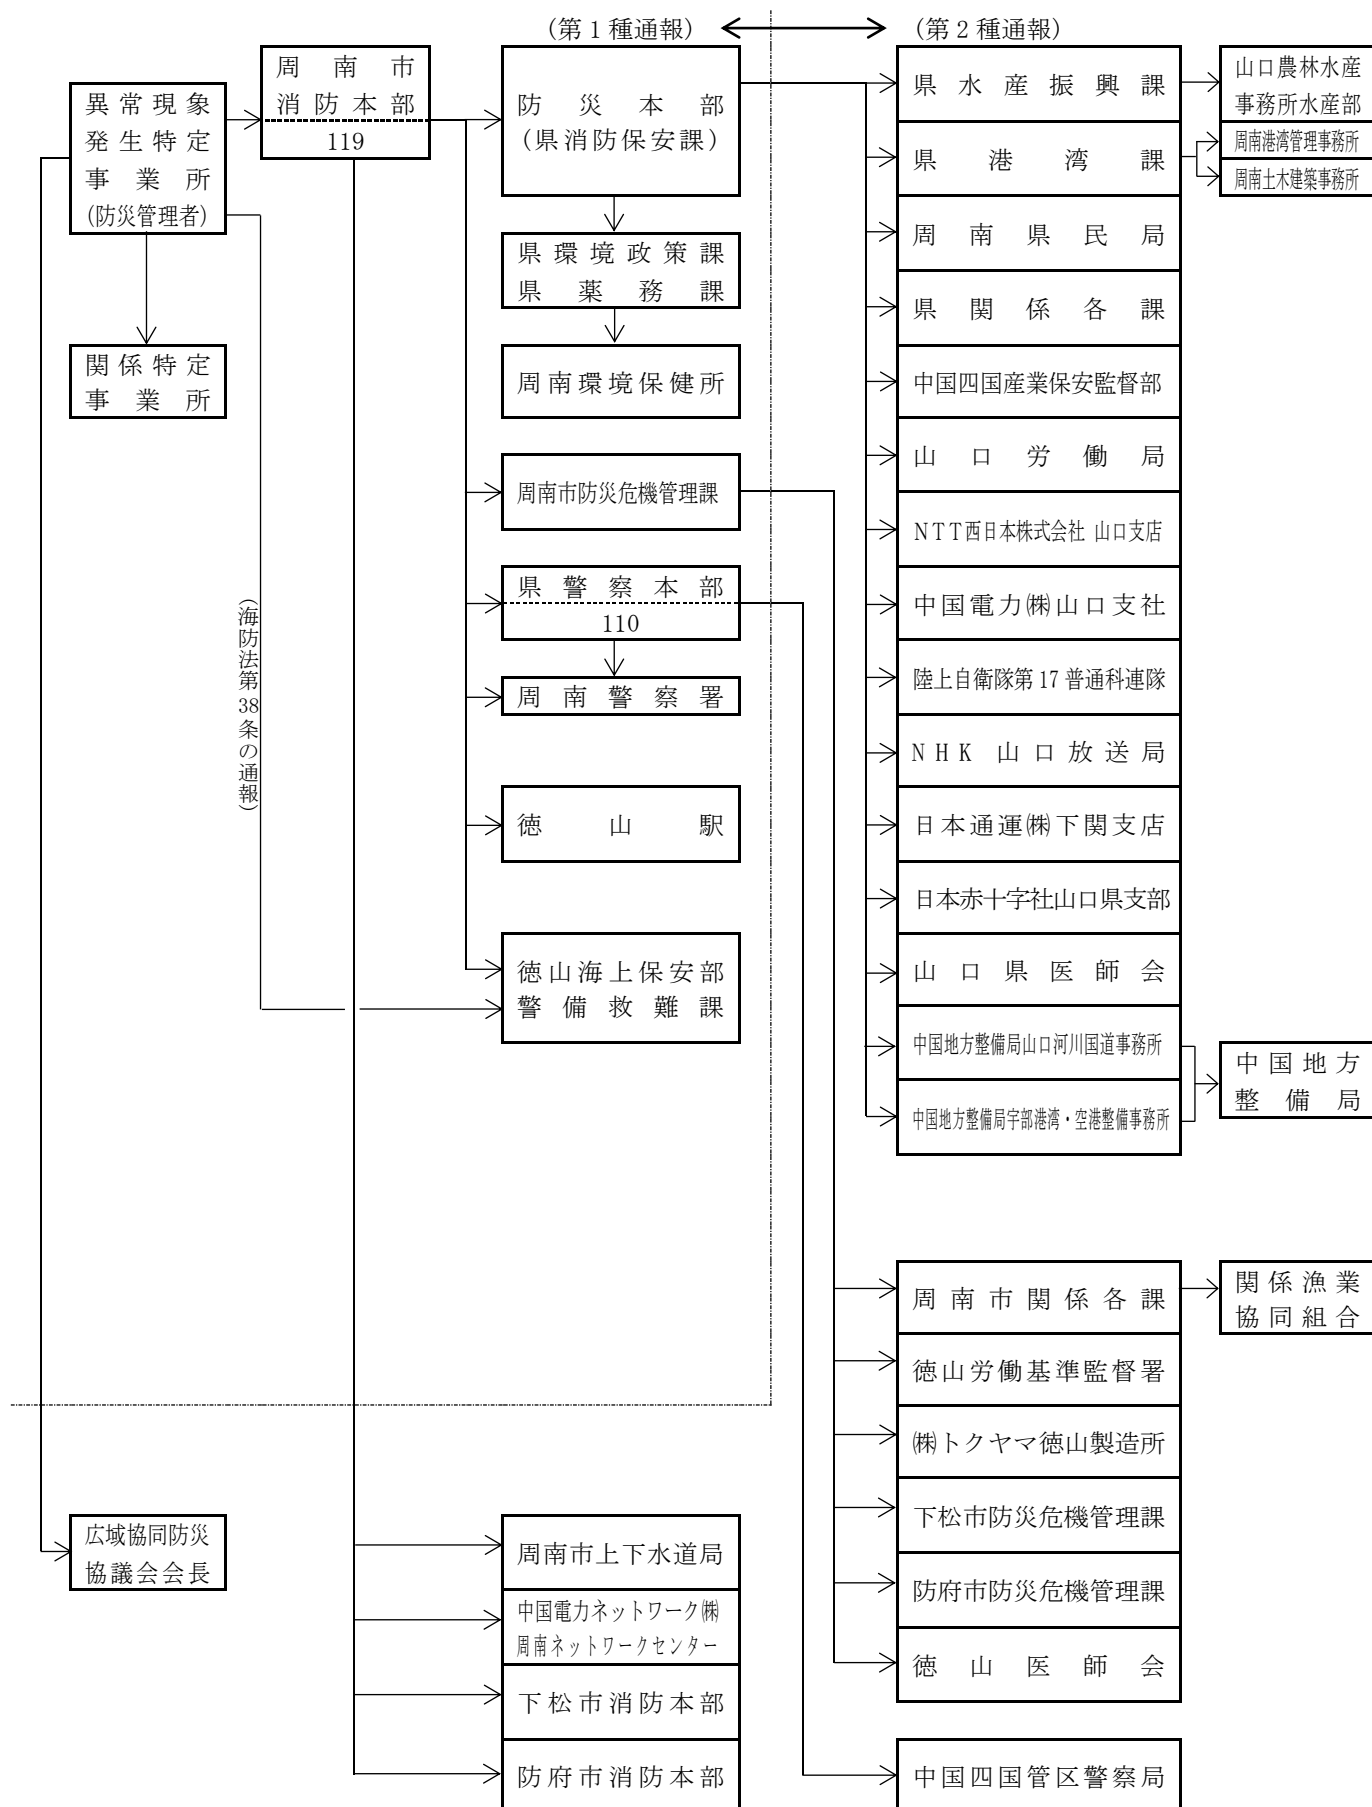 (第1種通報)
(第2種通報)
異常現象
発生特定
事業所
(防災管理者)
関係特定
事業所
(海防法第38条の通報)
広域協同防災
協議会会長
周南市
消防本部
119
防災本部
(県消防保安課)
県環境政策課
県薬務課
周南環境保健所
周南市防災危機管理課
県警察本部
110
周南警察署
徳山駅
徳山海上保安部
警備救難課
周南市上下水道局
中国電力ネットワーク㈱
周南ネットワークセンター
下松市消防本部
防府市消防本部
県水産振興課
県港湾課
周南県民局
県関係各課
中国四国産業保安監督部
山口労働局
NTT西日本株式会社 山口支店
中国電力㈱山口支社
陸上自衛隊第17普通科連隊
NHK 山口放送局
日本通運㈱下関支店
日本赤十字社山口県支部
山口県医師会
中国地方整備局山口河川国道事務所
中国地方整備局宇部港湾・空港整備事務所
周南市関係各課
徳山労働基準監督署
㈱トクヤマ徳山製造所
下松市防災危機管理課
防府市防災危機管理課
徳山医師会
中国四国管区警察局
山口農林水産
事務所水産部
周南港湾管理事務所
周南土木建築事務所
中国地方
整備局
関係漁業
協同組合